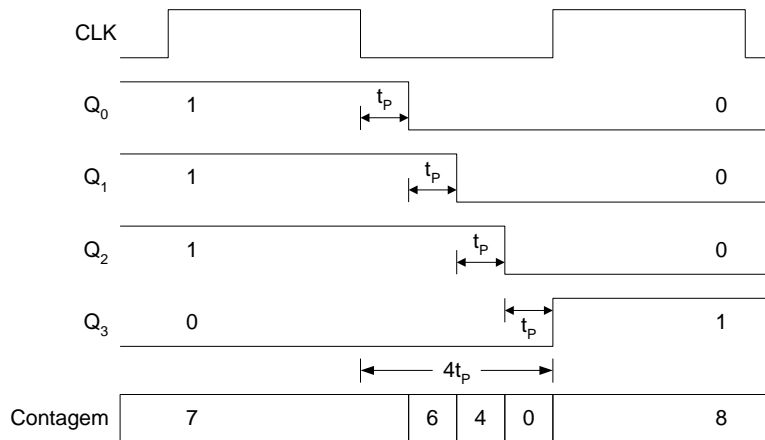 CLK
Q0 1 tP 0
Q1 1 tP 0
Q2 1 tP 0
Q3 0 tP 1
4tP
Contagem 7 6 4 0 8